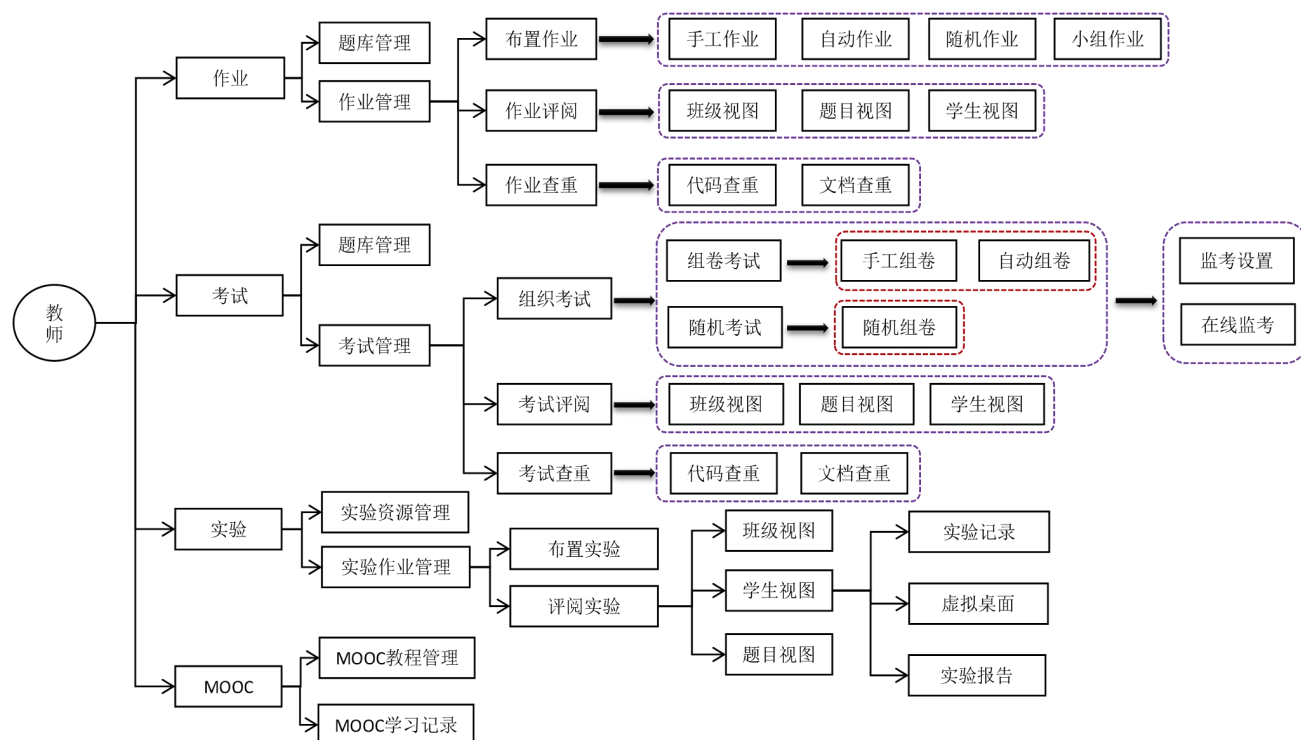 题库管理
布置作业
手工作业
自动作业
随机作业
小组作业
作业
作业管理
作业评阅
班级视图
题目视图
学生视图
作业查重
代码查重
文档查重
题库管理
组卷考试
手工组卷
自动组卷
监考设置
教
师
考试
组织考试
考试管理
随机考试
随机组卷
在线监考
考试评阅
班级视图
题目视图
学生视图
考试查重
代码查重
文档查重
实验
实验资源管理
班级视图
实验记录
布置实验
实验作业管理
评阅实验
学生视图
虚拟桌面
题目视图
实验报告
MOOC
MOOC教程管理
MOOC学习记录